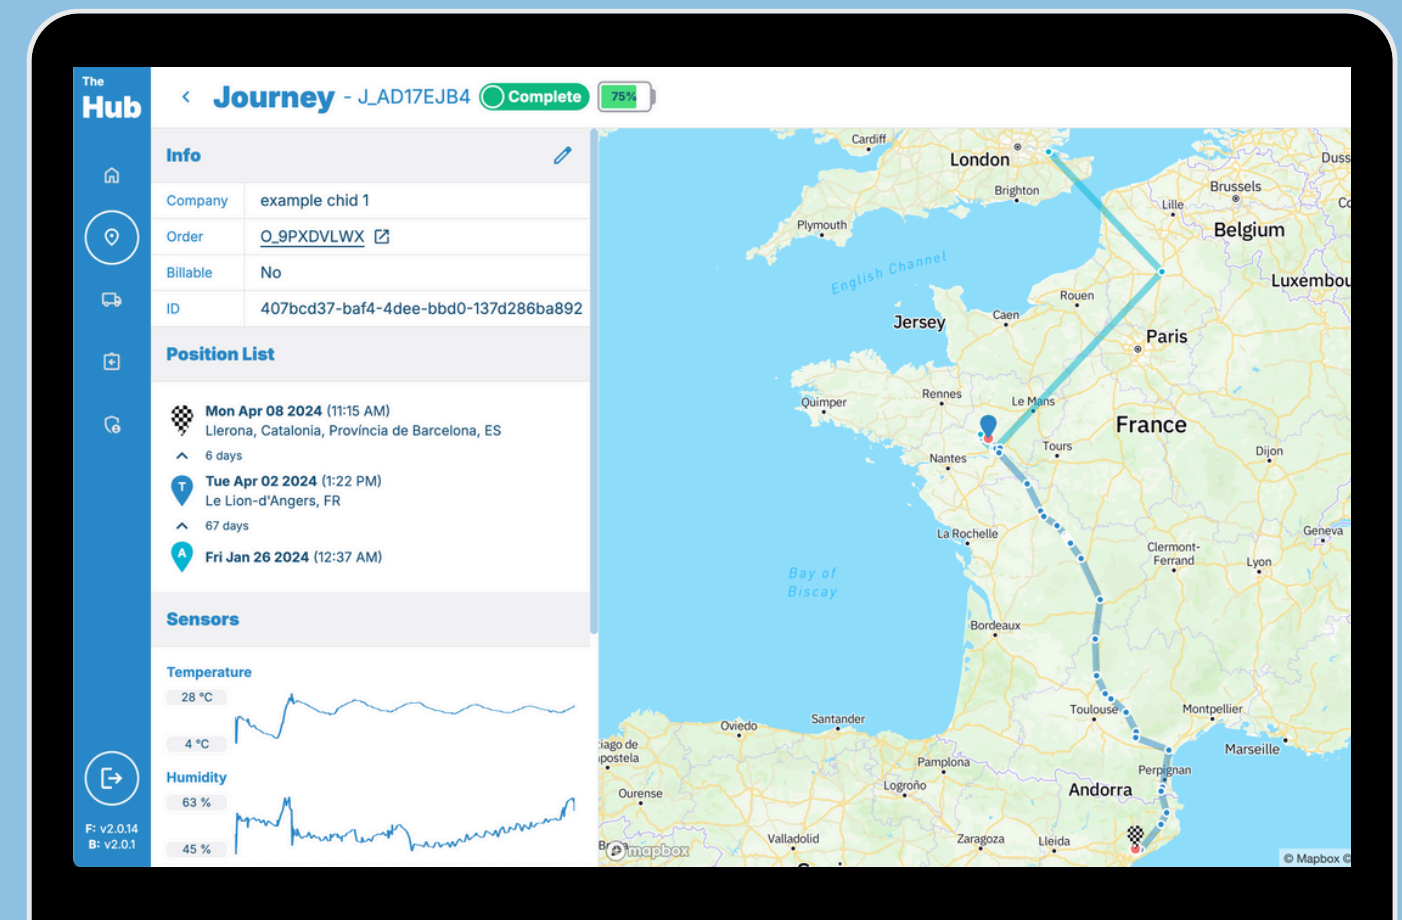 The
Hub
Journey - J_AD17EJB4 Complete 75%
Info
Company example chid 1
Order O_9PXDVLWX
Billable No
ID 407bcd37-baf4-4dee-bbd0-137d286ba892
Position List
Mon Apr 08 2024 (11:15 AM)
Llerona, Catalonia, Província de Barcelona, ES
6 days
T
Tue Apr 02 2024 (1:22 PM)
Le Lion-d'Angers, FR
67 days
A
Fri Jan 26 2024 (12:37 AM)
Sensors
Temperature
28 °C
4 °C
Humidity
63 %
45 %
F: v2.0.14
B: v2.0.1
Cardiff
London
Brighton
Plymouth
English Channel
Brussels
Lille
Belgium
Luxembou
Duss
Rouen
Caen
Jersey
Paris
Rennes
Quimper
Le Mans
France
Nantes
Tours
Dijon
La Rochelle
Geneva
Clermont-
Ferrand
Lyon
Bay of
Biscay
Bordeaux
Toulouse
Montpellier
Marseille
Oviedo
Santander
iago de
postela
Pamplona
Perpignan
Logroño
Andorra
Ourense
Valladolid
Zaragoza
Lleida
mapbox
© Mapbox ©